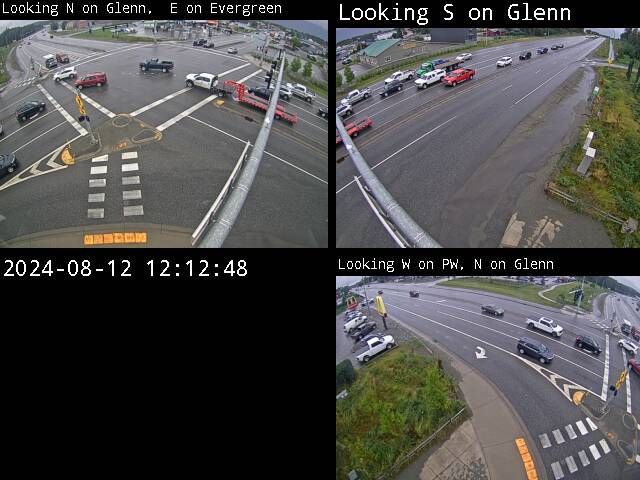 Looking N on Glenn, E on Evergreen
Looking S on Glenn
2024-08-12 12:12:48
Looking W on PW, N on Glenn